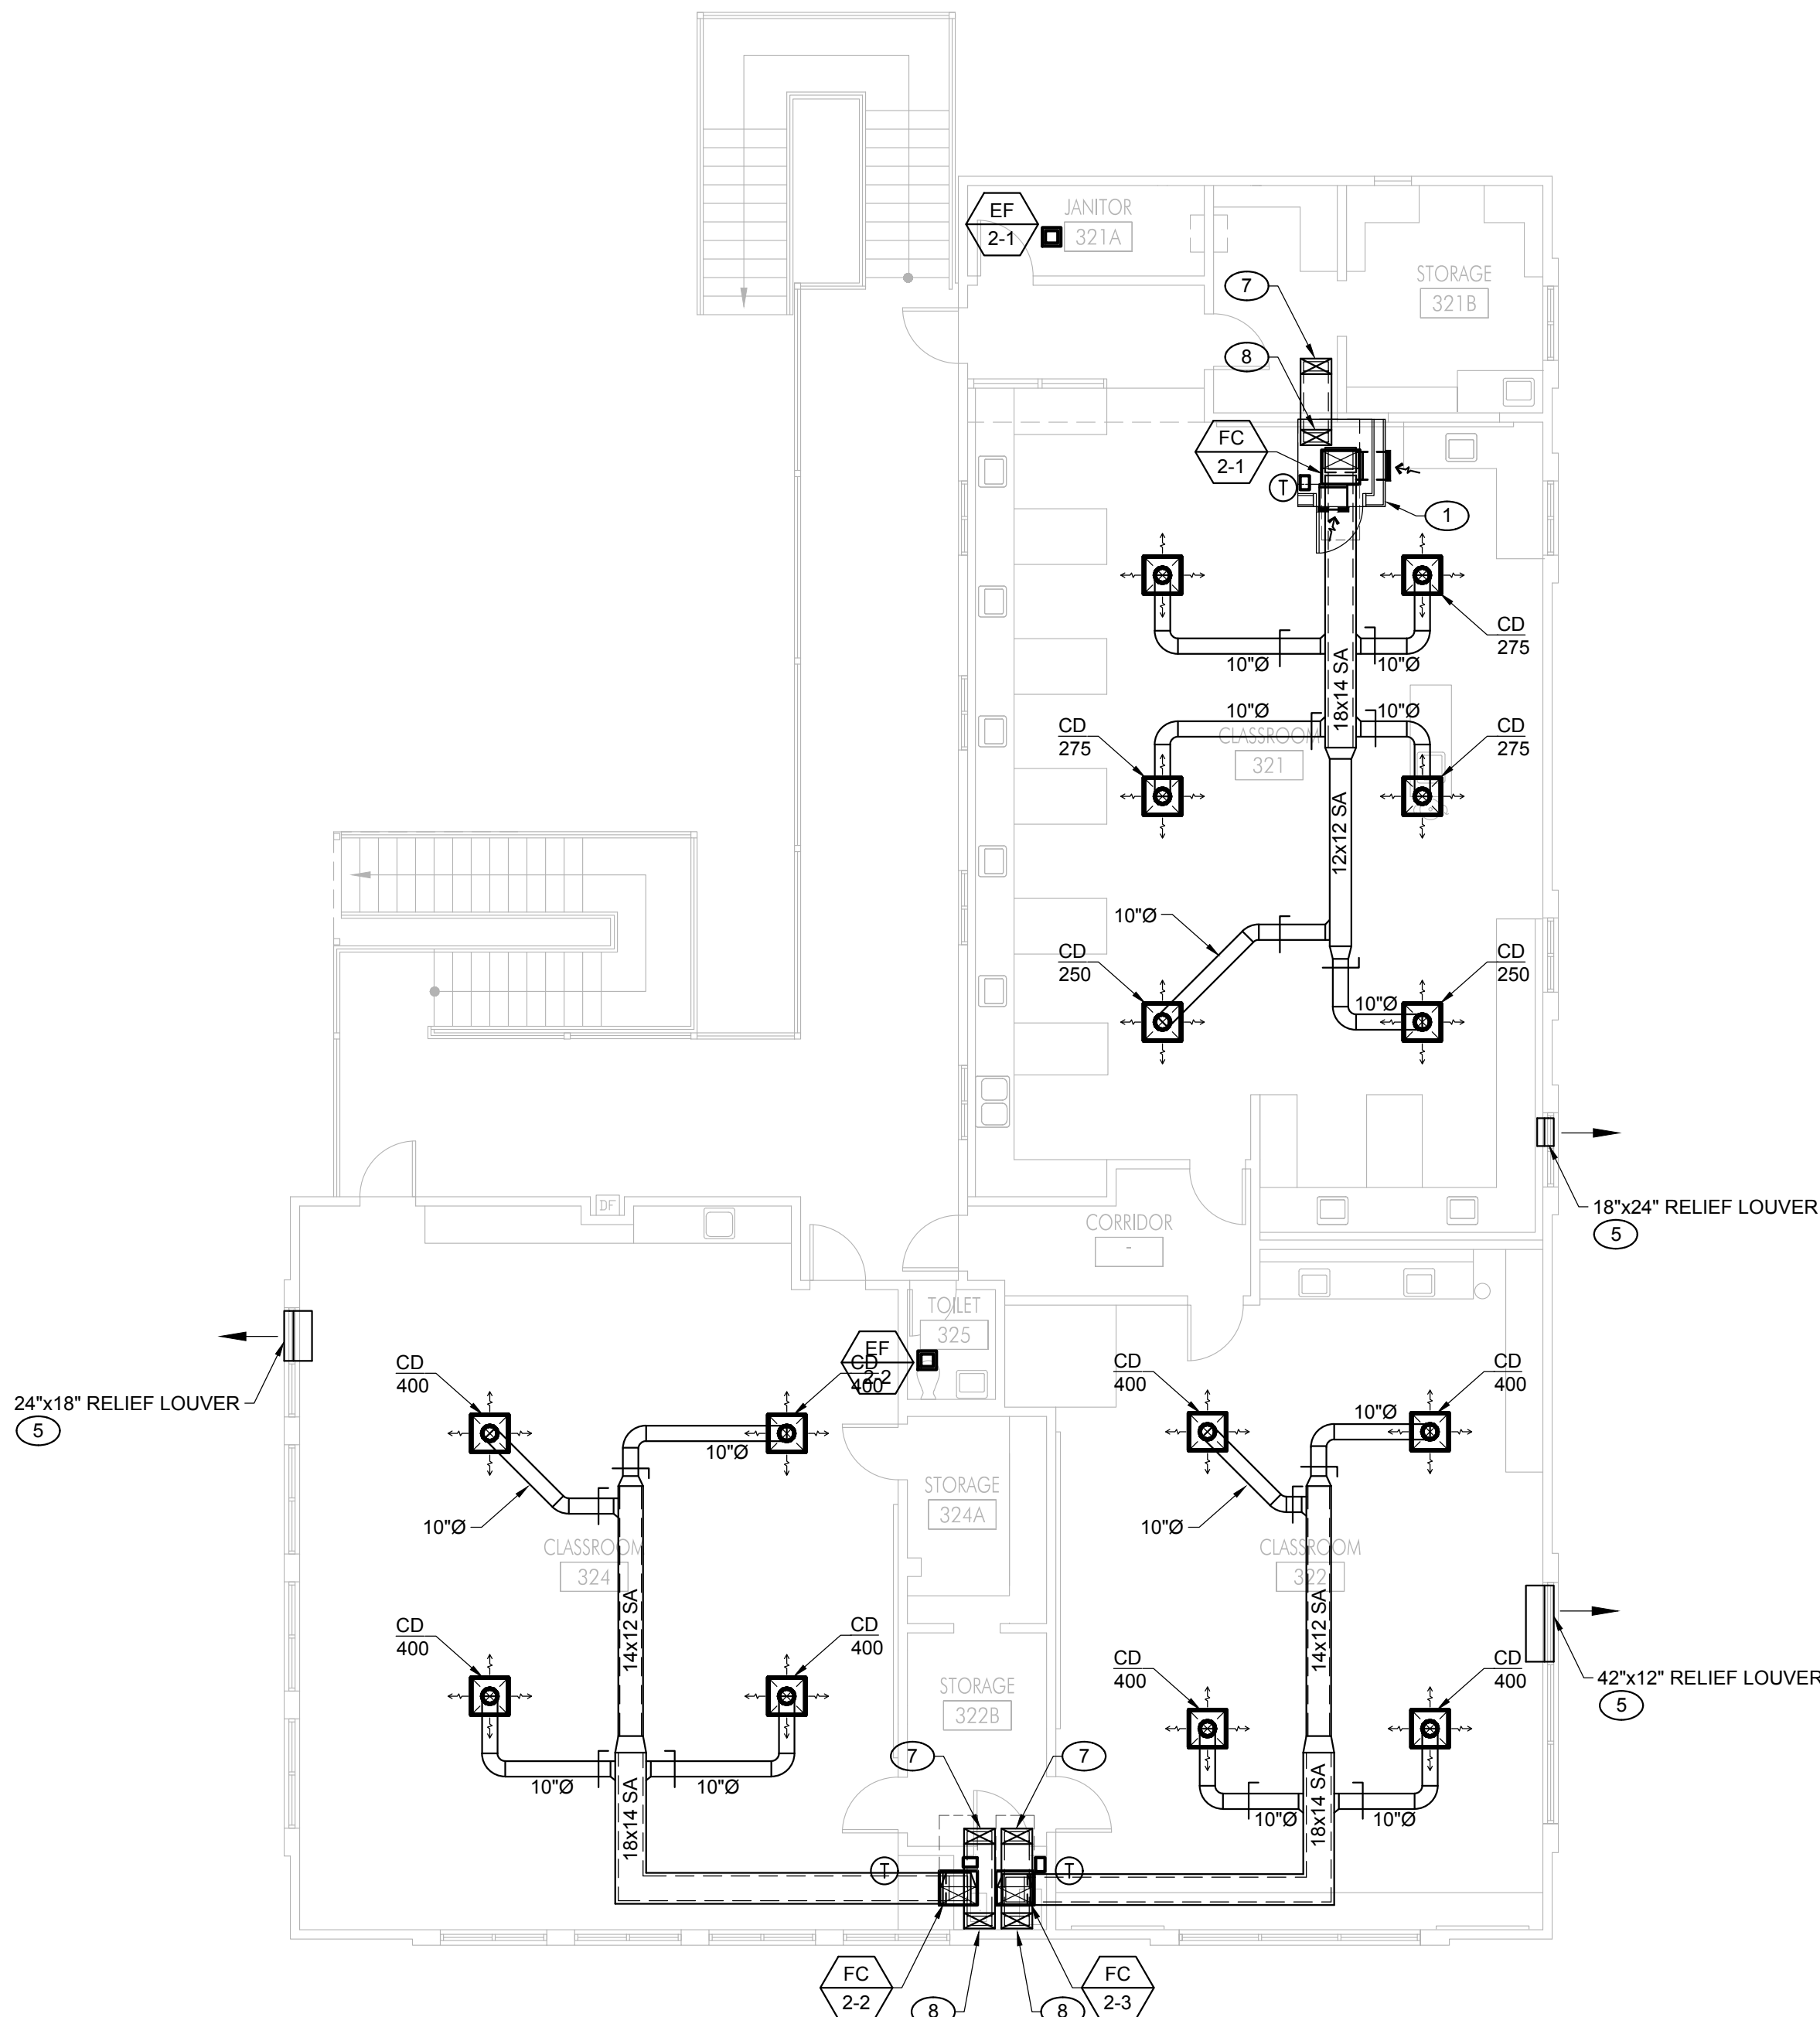 EF
2-1
JANITOR
321A
STORAGE
321B
7
8
FC
2-1
T
1
CD
275
10"Ø
10"Ø
18x14 SA
10"Ø
10"Ø
CD
275
CD
275
CLASSROOM
321
12x12 SA
10"Ø
CD
250
CD
250
10"Ø
18"x24" RELIEF LOUVER
5
DF
CORRIDOR
-
TOILET
325
EF
2-2
24"x18" RELIEF LOUVER
5
CD
400
CD
400
10"Ø
10"Ø
CLASSROOM
324
14x12 SA
CD
400
CD
400
10"Ø
10"Ø
18x14 SA
STORAGE
324A
STORAGE
322B
CD
400
CD
400
10"Ø
10"Ø
CLASSROOM
322
14x12 SA
CD
400
CD
400
42"x12" RELIEF LOUVER
5
10"Ø
10"Ø
18x14 SA
7
7
T
T
FC
2-2
8
8
FC
2-3